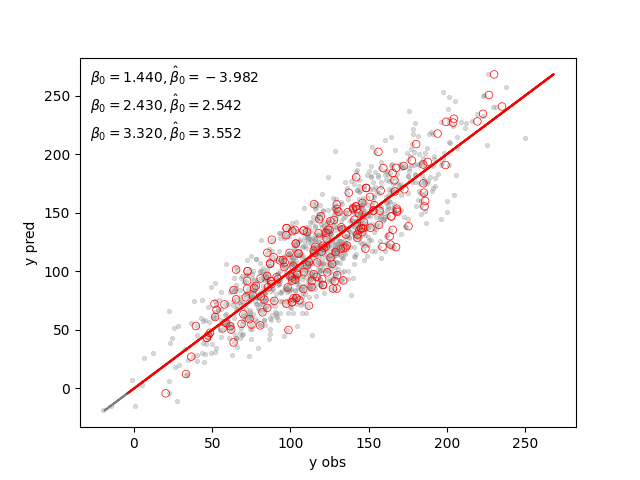 β₀ = 1.440, β̂₀ = −3.982
β₀ = 2.430, β̂₀ = 2.542
β₀ = 3.320, β̂₀ = 3.552
y pred
250
200
150
100
50
0
0 50 100 150 200 250
y obs